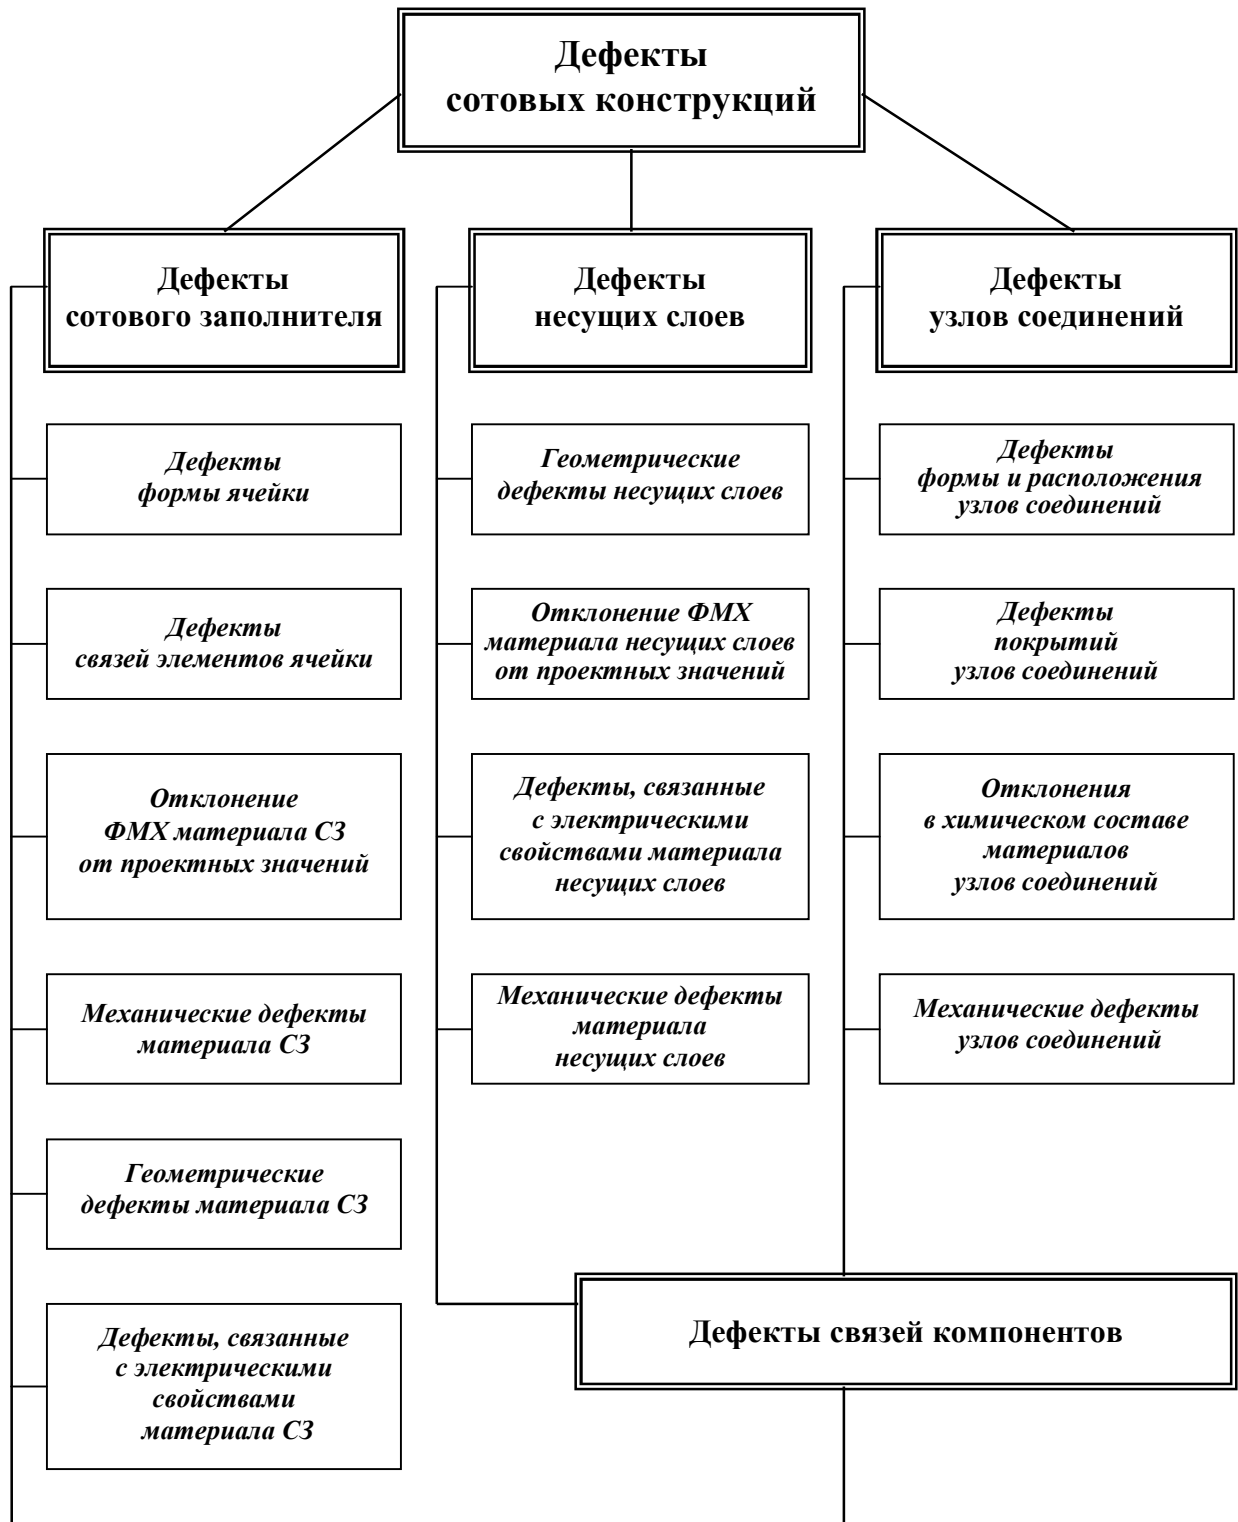 Дефекты
сотовых конструкций
Дефекты
сотового заполнителя
Дефекты
несущих слоев
Дефекты
узлов соединений
Дефекты
формы ячейки
Дефекты
связей элементов ячейки
Отклонение
ФМХ материала СЗ
от проектных значений
Механические дефекты
материала СЗ
Геометрические
дефекты материала СЗ
Дефекты, связанные
с электрическими
свойствами
материала СЗ
Геометрические
дефекты несущих слоев
Отклонение ФМХ
материала несущих слоев
от проектных значений
Дефекты, связанные
с электрическими
свойствами материала
несущих слоев
Механические дефекты
материала
несущих слоев
Дефекты
формы и расположения
узлов соединений
Дефекты
покрытий
узлов соединений
Отклонения
в химическом составе
материалов
узлов соединений
Механические дефекты
узлов соединений
Дефекты связей компонентов